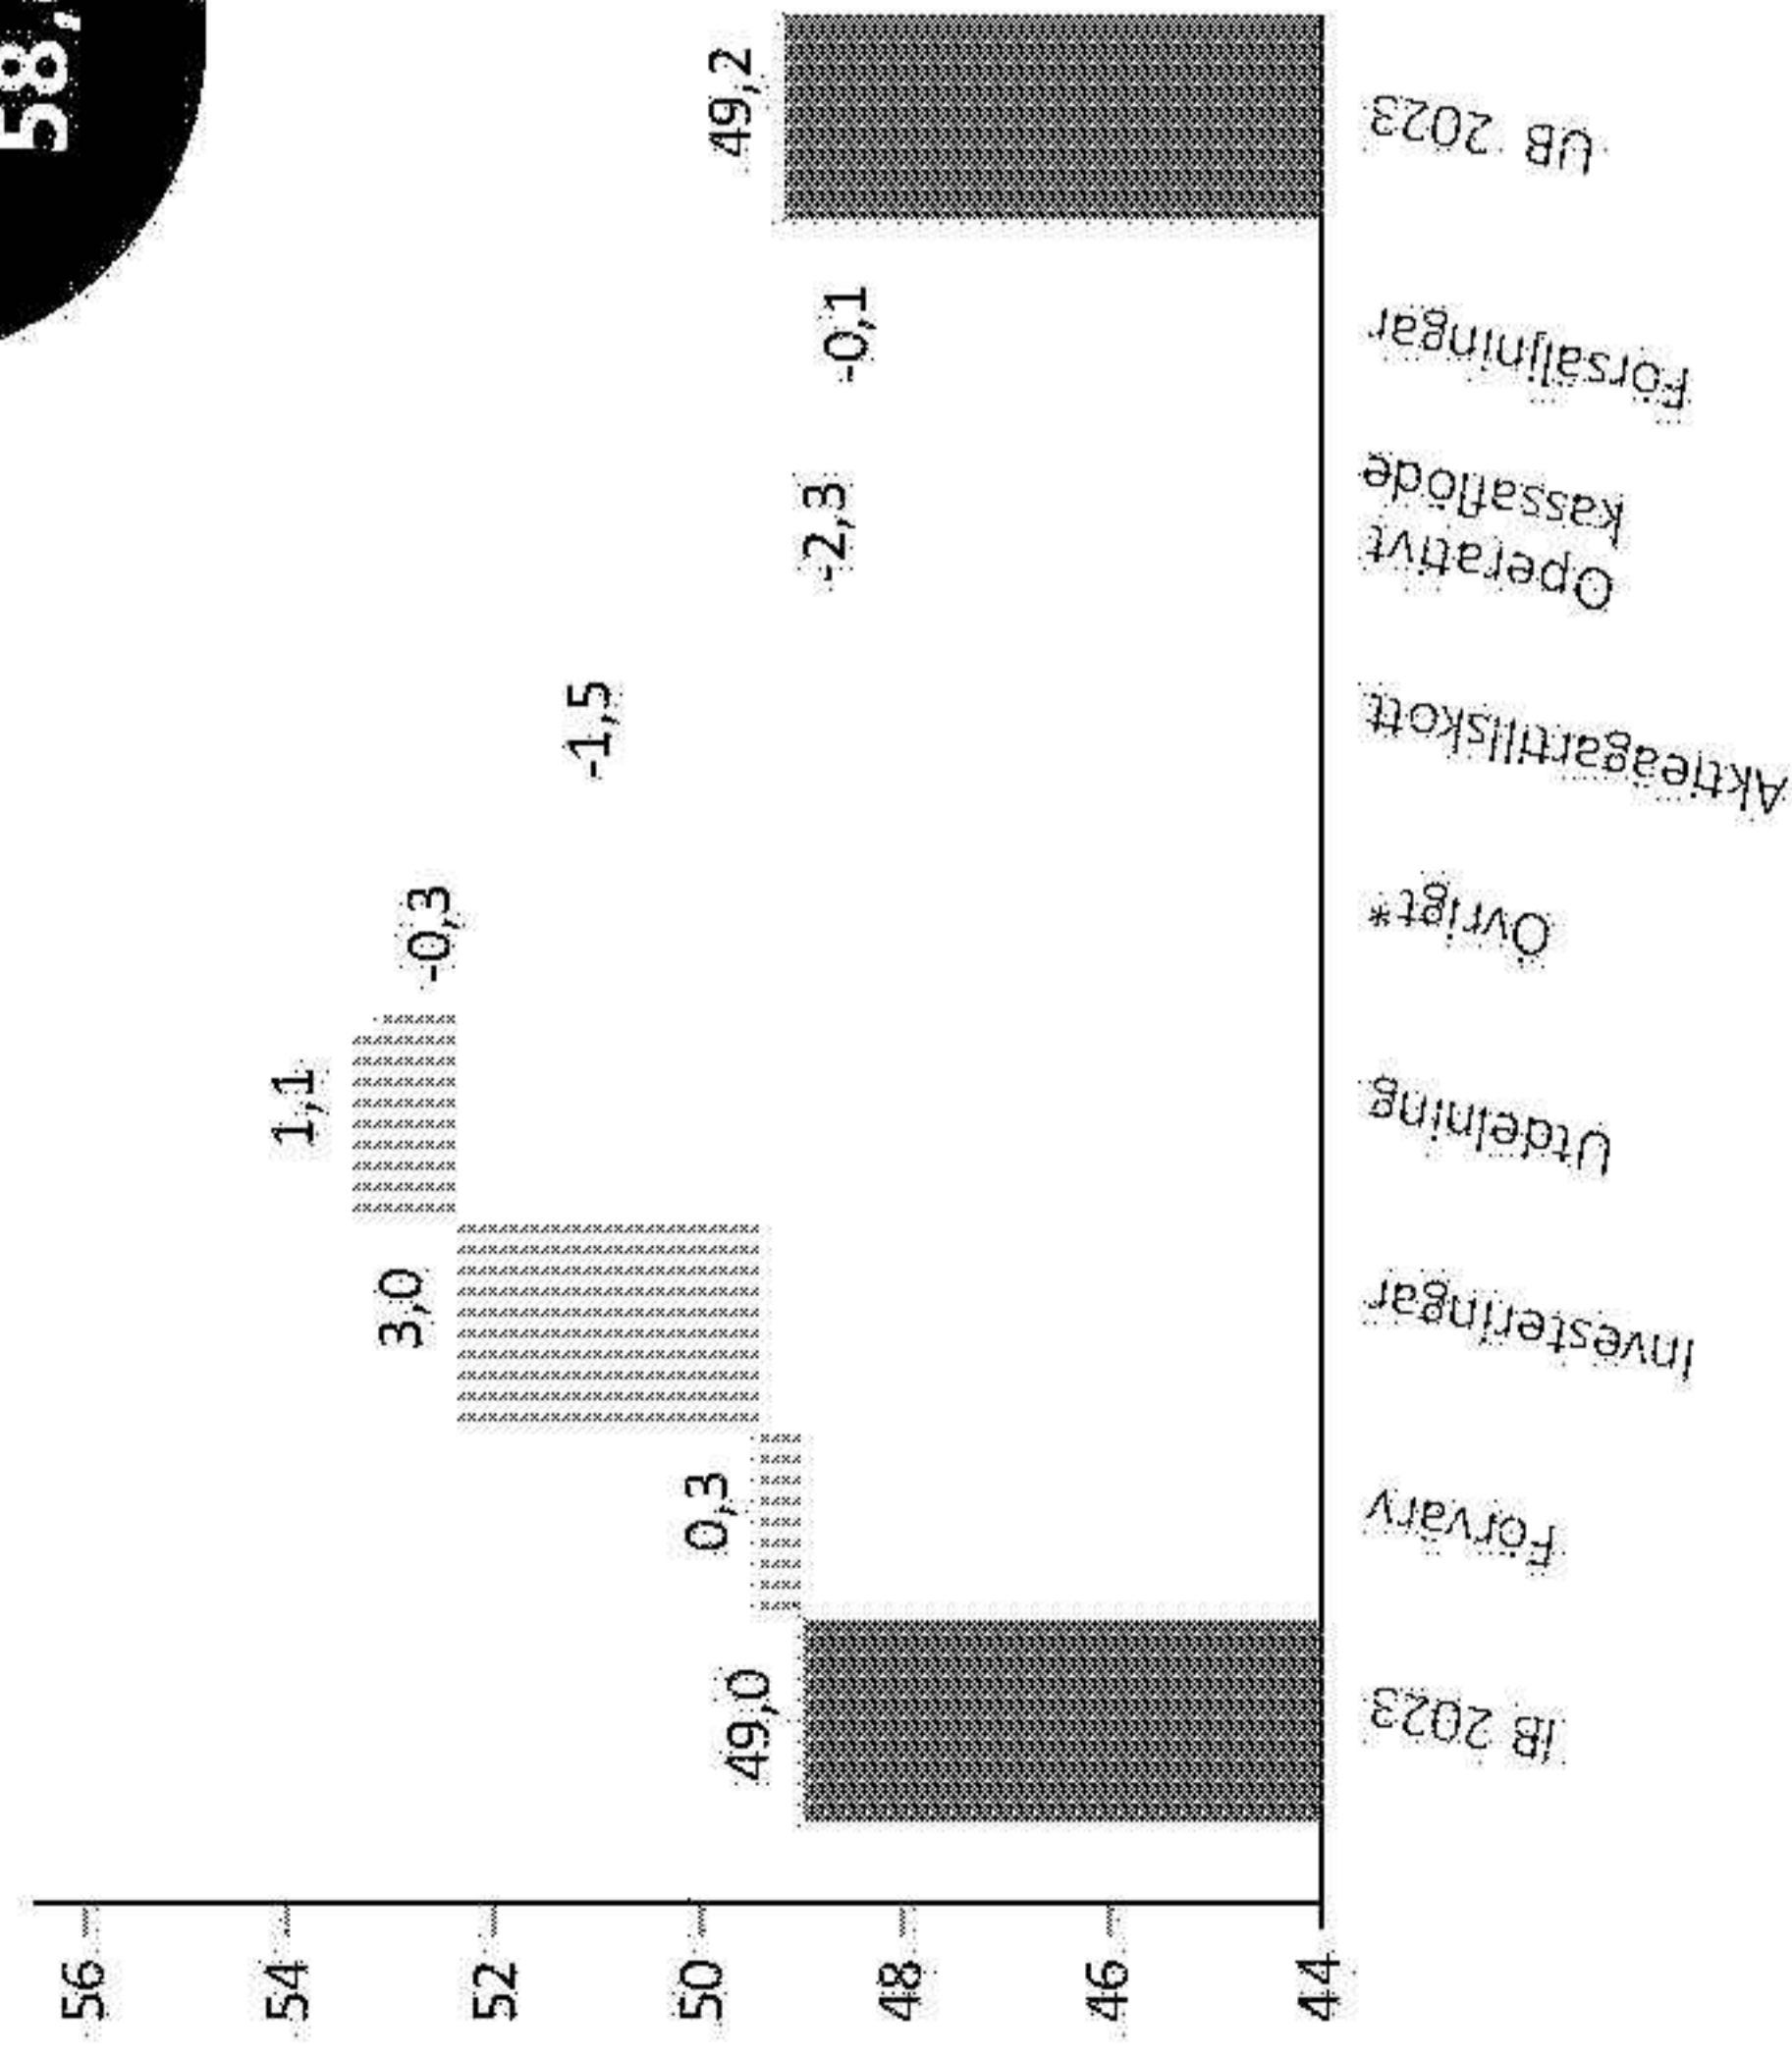 58,
56
54
52
50
48
46
44
49,0
0,3
3,0
1,1
-0,3
-1,5
-2,3
-0,1
49,2
IB 2023
Förvärv
Investeringar
Utdelning
Övrigt*
Aktieägartillskott
Operativt
kassaflöde
Försäljningar
UB 2023